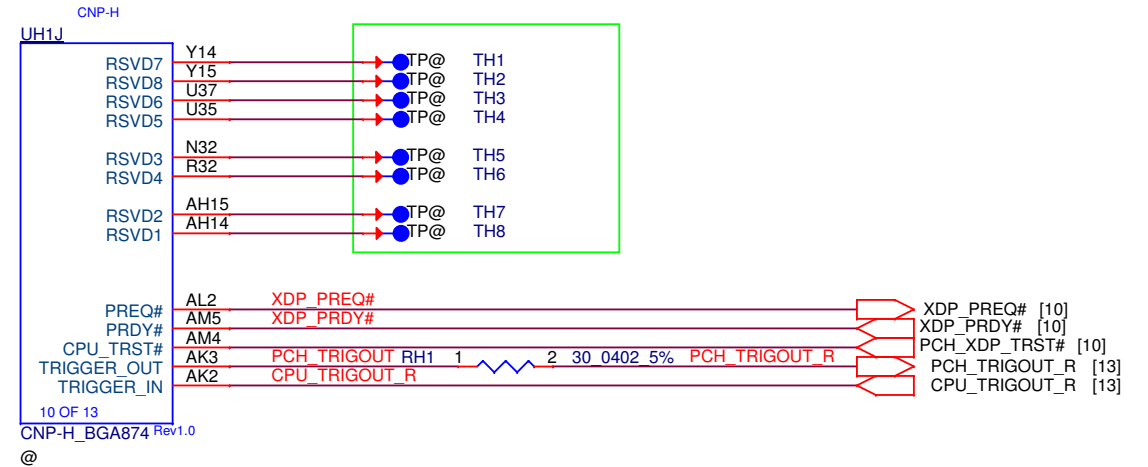 CNP-H
UH1J
RSVD7 Y14 TP@ TH1
RSVD8 Y15 TP@ TH2
RSVD6 U37 TP@ TH3
RSVD5 U35 TP@ TH4
RSVD3 N32 TP@ TH5
RSVD4 R32 TP@ TH6
RSVD2 AH15 TP@ TH7
RSVD1 AH14 TP@ TH8
PREQ# AL2 XDP_PREQ# XDP_PREQ# [10]
PRDY# AM5 XDP_PRDY# XDP_PRDY# [10]
CPU_TRST# AM4 PCH_XDP_TRST# [10]
TRIGGER_OUT AK3 PCH_TRIGOUT RH1 1 2 30_0402_5% PCH_TRIGOUT_R PCH_TRIGOUT_R [13]
TRIGGER_IN AK2 CPU_TRIGOUT_R CPU_TRIGOUT_R [13]
10 OF 13
CNP-H_BGA874 Rev1.0
@